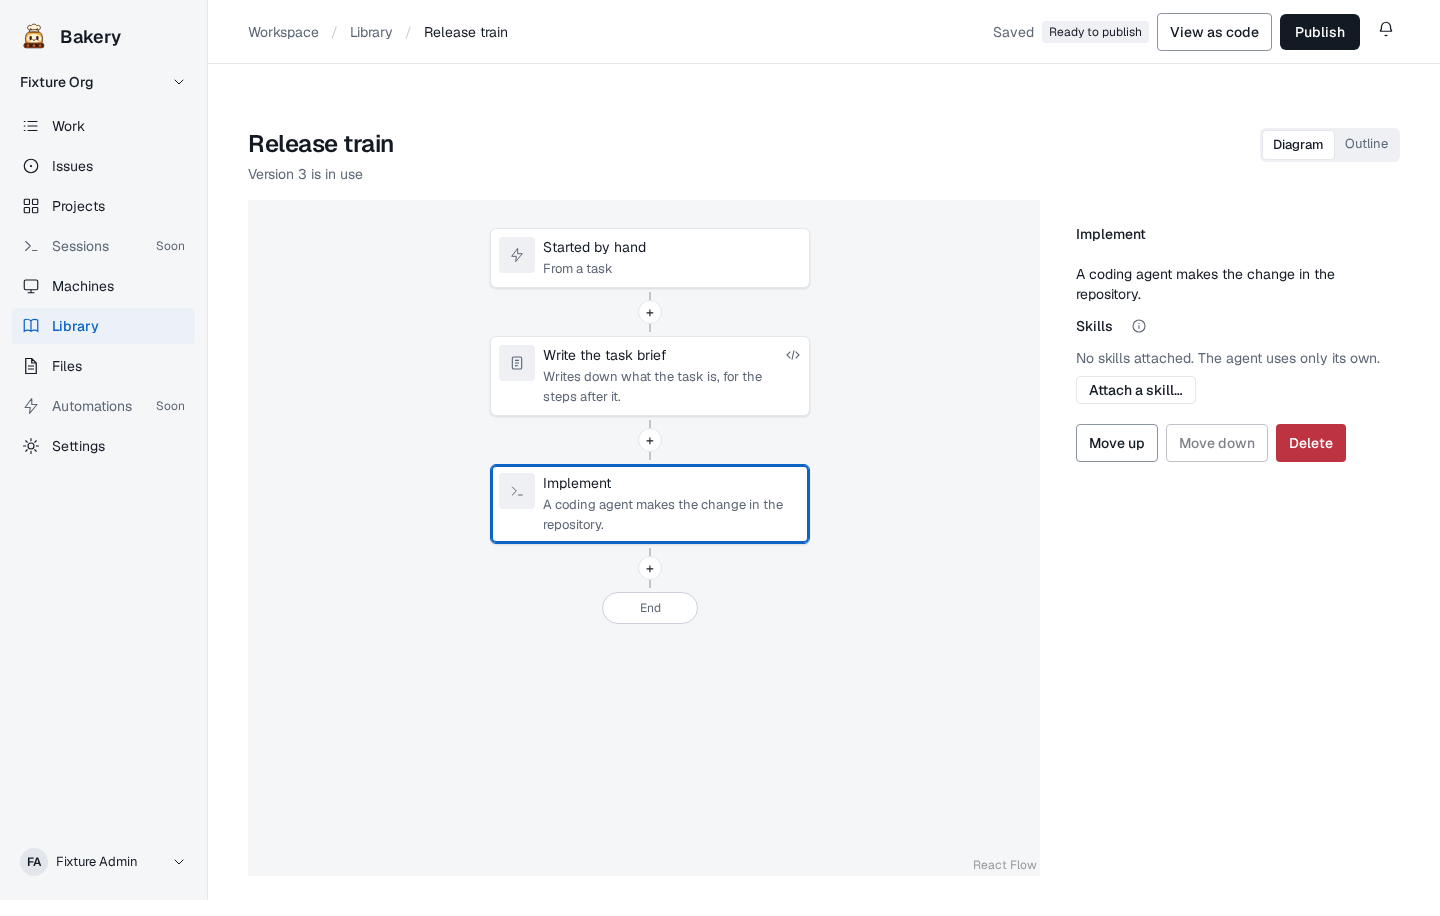 Bakery
Fixture Org
Work
Issues
Projects
Sessions Soon
Machines
Library
Files
Automations Soon
Settings
FA Fixture Admin
Workspace / Library / Release train
Saved Ready to publish View as code Publish
Release train
Version 3 is in use
Diagram Outline
Started by hand
From a task
+
Write the task brief
Writes down what the task is, for the
steps after it.
+
Implement
A coding agent makes the change in the
repository.
+
End
React Flow
Implement
A coding agent makes the change in the
repository.
Skills
No skills attached. The agent uses only its own.
Attach a skill…
Move up Move down Delete